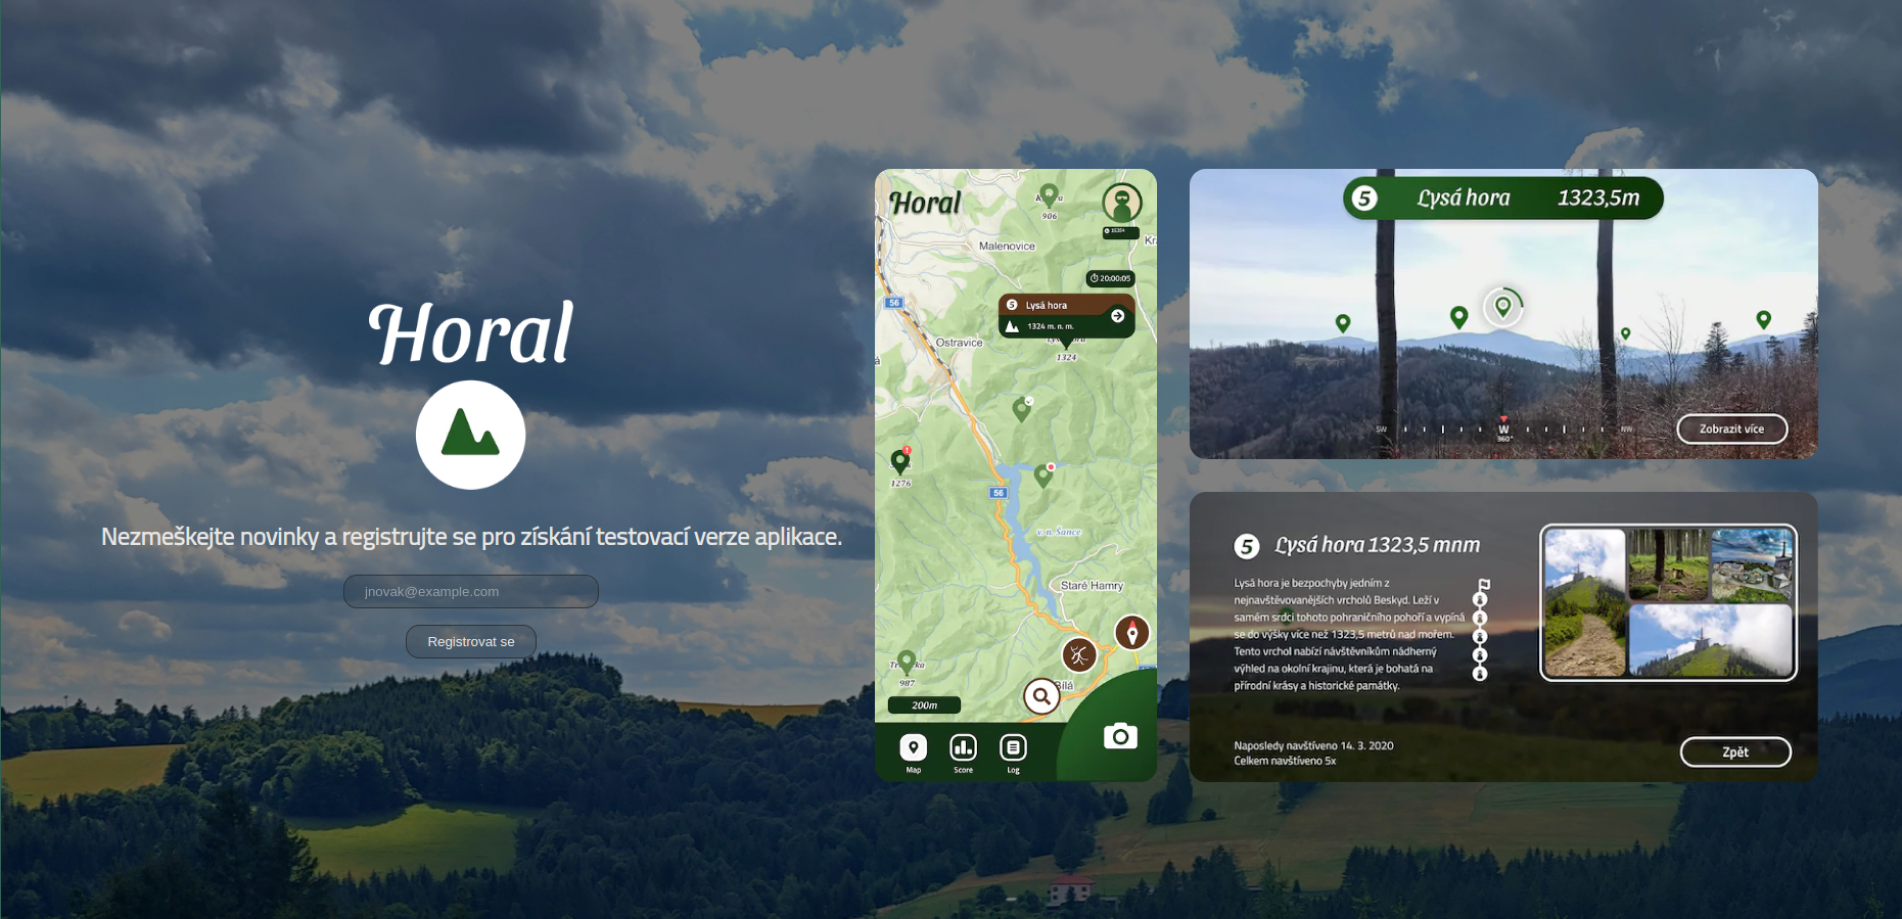 Horal
Nezmeškejte novinky a registrujte se pro získání testovací verze aplikace.
jnovak@example.com
Registrovat se
Horal
906
Malenovice
20:00:05
56
5 Lysá hora
1324 m. n. m.
Ostravice
1324
1276
56
v. n. Šance
Staré Hamry
987
Bílá
200m
Map
Score
Log
5 Lysá hora 1323,5m
SW W NW
360°
Zobrazit více
5 Lysá hora 1323,5 mnm
Lysá hora je bezpochyby jedním z
nejnavštěvovanějších vrcholů Beskyd. Leží v
samém srdci tohoto pohraničního pohoří a vypíná
se do výšky více než 1323,5 metrů nad mořem.
Tento vrchol nabízí návštěvníkům nádherný
výhled na okolní krajinu, která je bohatá na
přírodní krásy a historické památky.
Naposledy navštíveno 14. 3. 2020
Celkem navštíveno 5x
Zpět